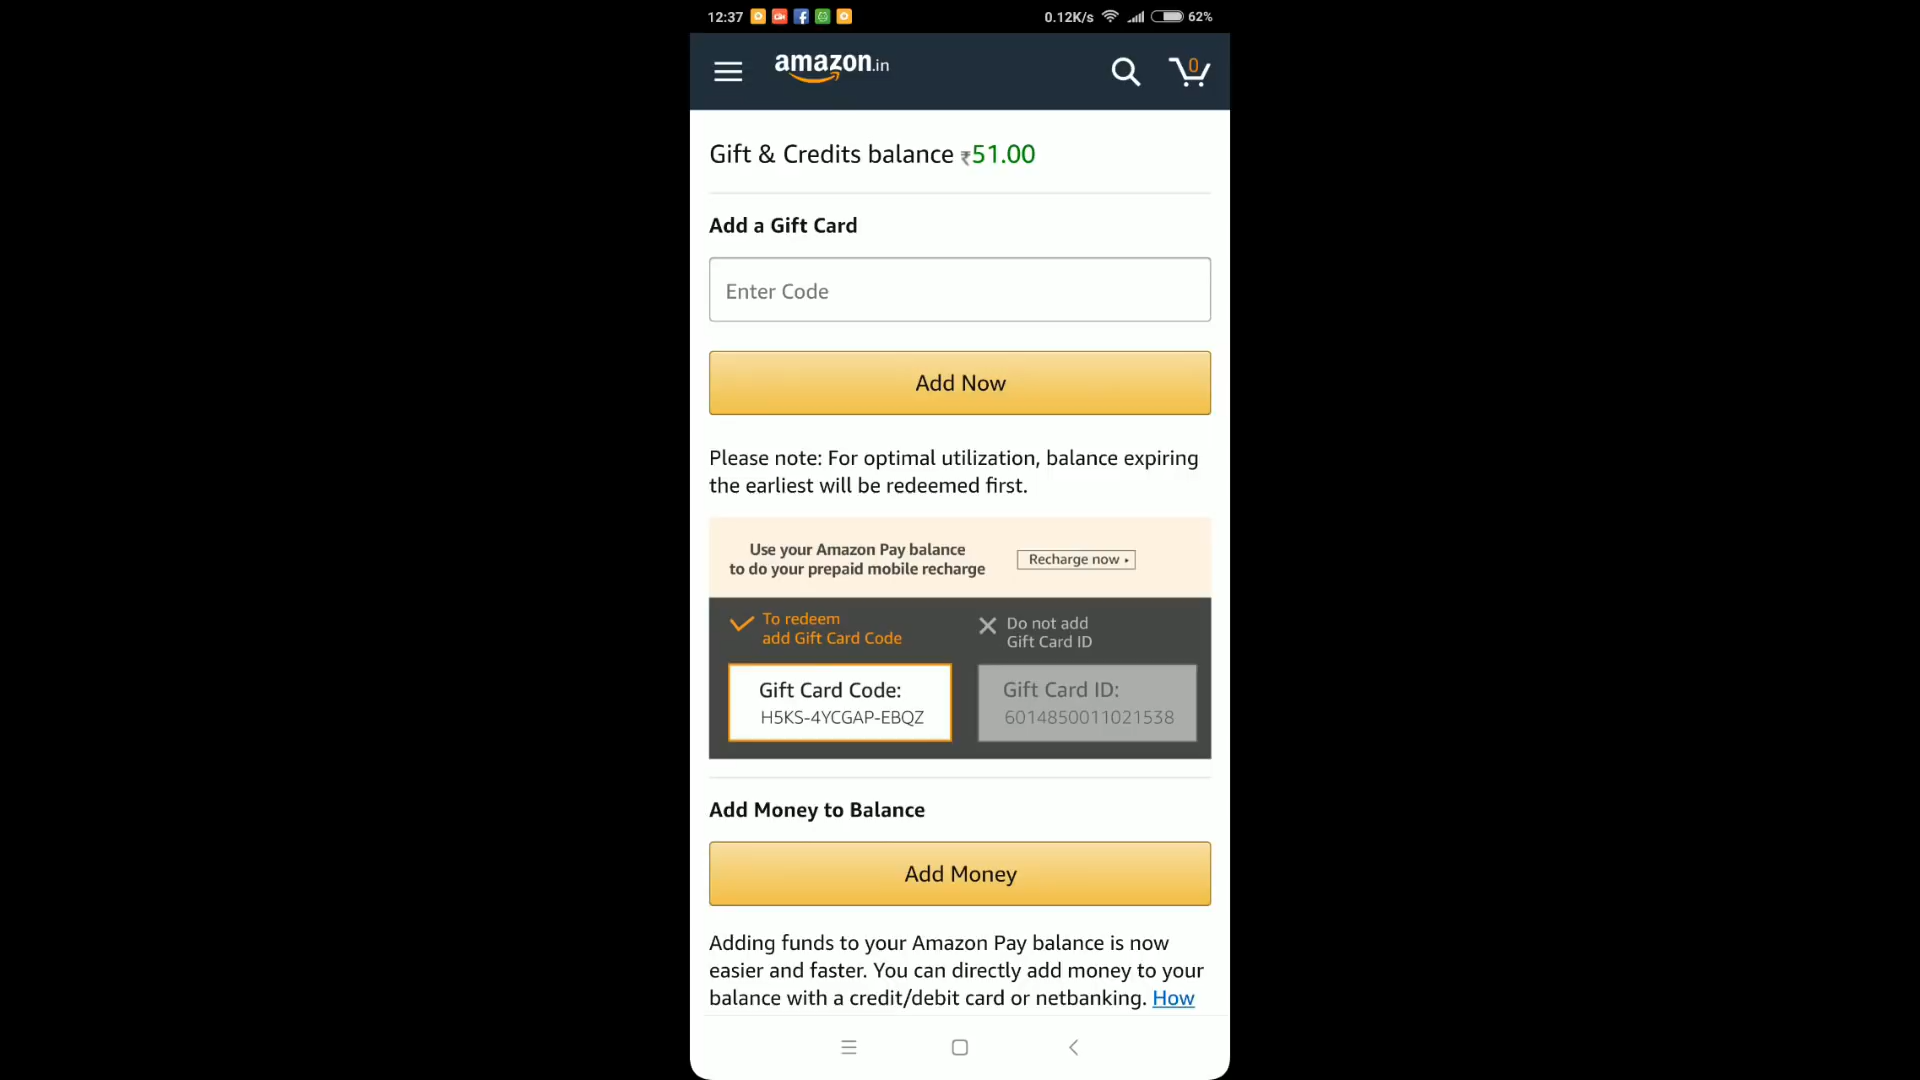 12:37 0.12K/s 62%
amazon.in 0
Gift & Credits balance ₹51.00
Add a Gift Card
Enter Code
Add Now
Please note: For optimal utilization, balance expiring
the earliest will be redeemed first.
Use your Amazon Pay balance
to do your prepaid mobile recharge
Recharge now
To redeem
add Gift Card Code
Do not add
Gift Card ID
Gift Card Code:
H5KS-4YCGAP-EBQZ
Gift Card ID:
6014850011021538
Add Money to Balance
Add Money
Adding funds to your Amazon Pay balance is now
easier and faster. You can directly add money to your
balance with a credit/debit card or netbanking. How